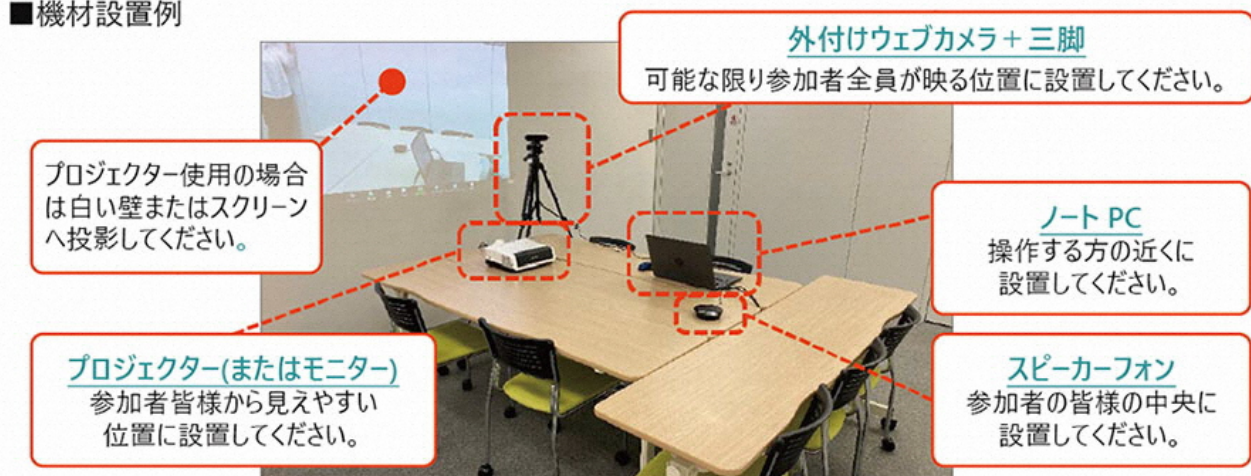 ■機材設置例
外付けウェブカメラ + 三脚
可能な限り参加者全員が映る位置に設置してください。
プロジェクター使用の場合
は白い壁またはスクリーン
へ投影してください。
ノート PC
操作する方の近くに
設置してください。
プロジェクター(またはモニター)
参加者皆様から見えやすい
位置に設置してください。
スピーカーフォン
参加者の皆様の中央に
設置してください。